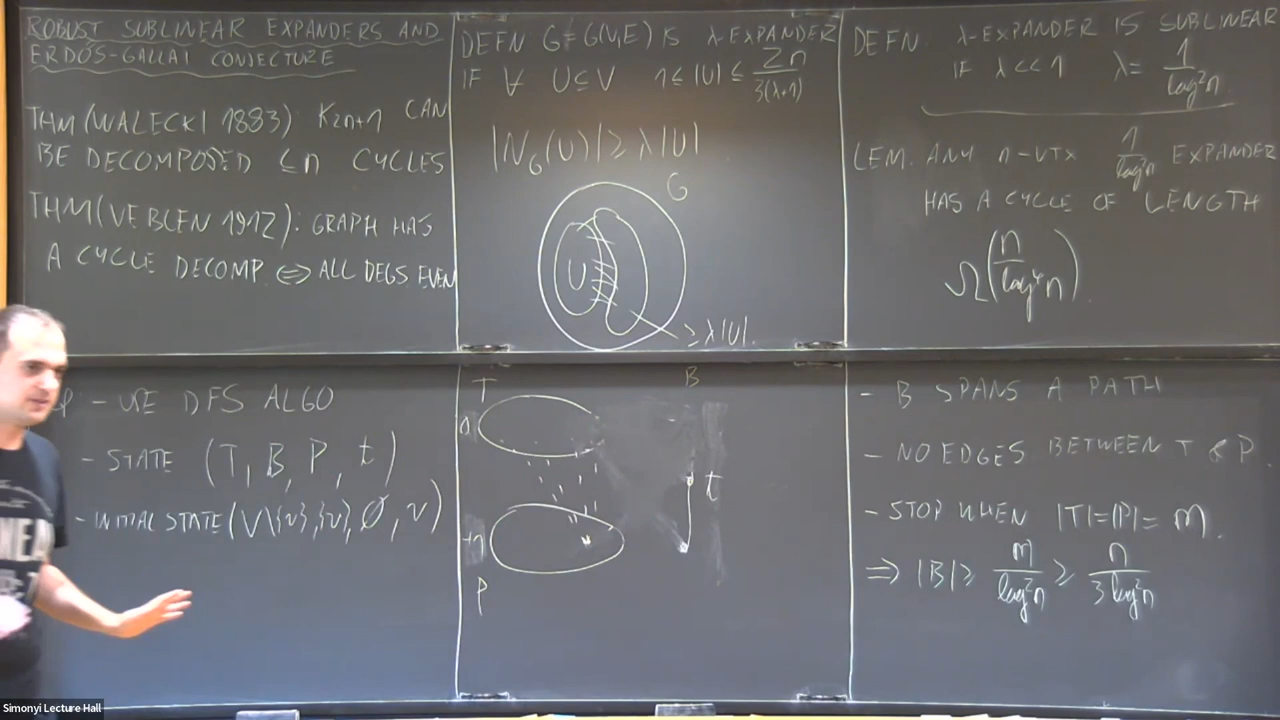 ROBUST SUBLINEAR EXPANDERS AND
ERDŐS-GALLAI CONJECTURE
THM (WALECKI 1883): K2n+1 CAN
BE DECOMPOSED ≤n CYCLES
THM (VEBLEN 1912): GRAPH HAS
A CYCLE DECOMP. ⇔ ALL DEGS. EVEN
DEFN G=G(V,E) IS λ-EXPANDER
IF ∀ U⊆V 1≤|U|≤ 2n/3(λ+1)
|N_G(U)|≥λ|U|
G
U
≥λ|U|.
DEFN λ-EXPANDER IS SUBLINEAR
IF λ<<1 λ= 1/log²n
LEM. ANY n-VTX 1/log²n EXPANDER
HAS A CYCLE OF LENGTH
Ω(n/log⁴n)
- USE DFS ALGO
- STATE (T, B, P, t)
- INITIAL STATE (V\{v},{v},∅,v)
T B
t
P
- B SPANS A PATH
- NO EDGES BETWEEN T & P.
- STOP WHEN |T|=|P|= m.
⇒ |B|≥ m/log²n ≥ n/3log²n
Simonyi Lecture Hall